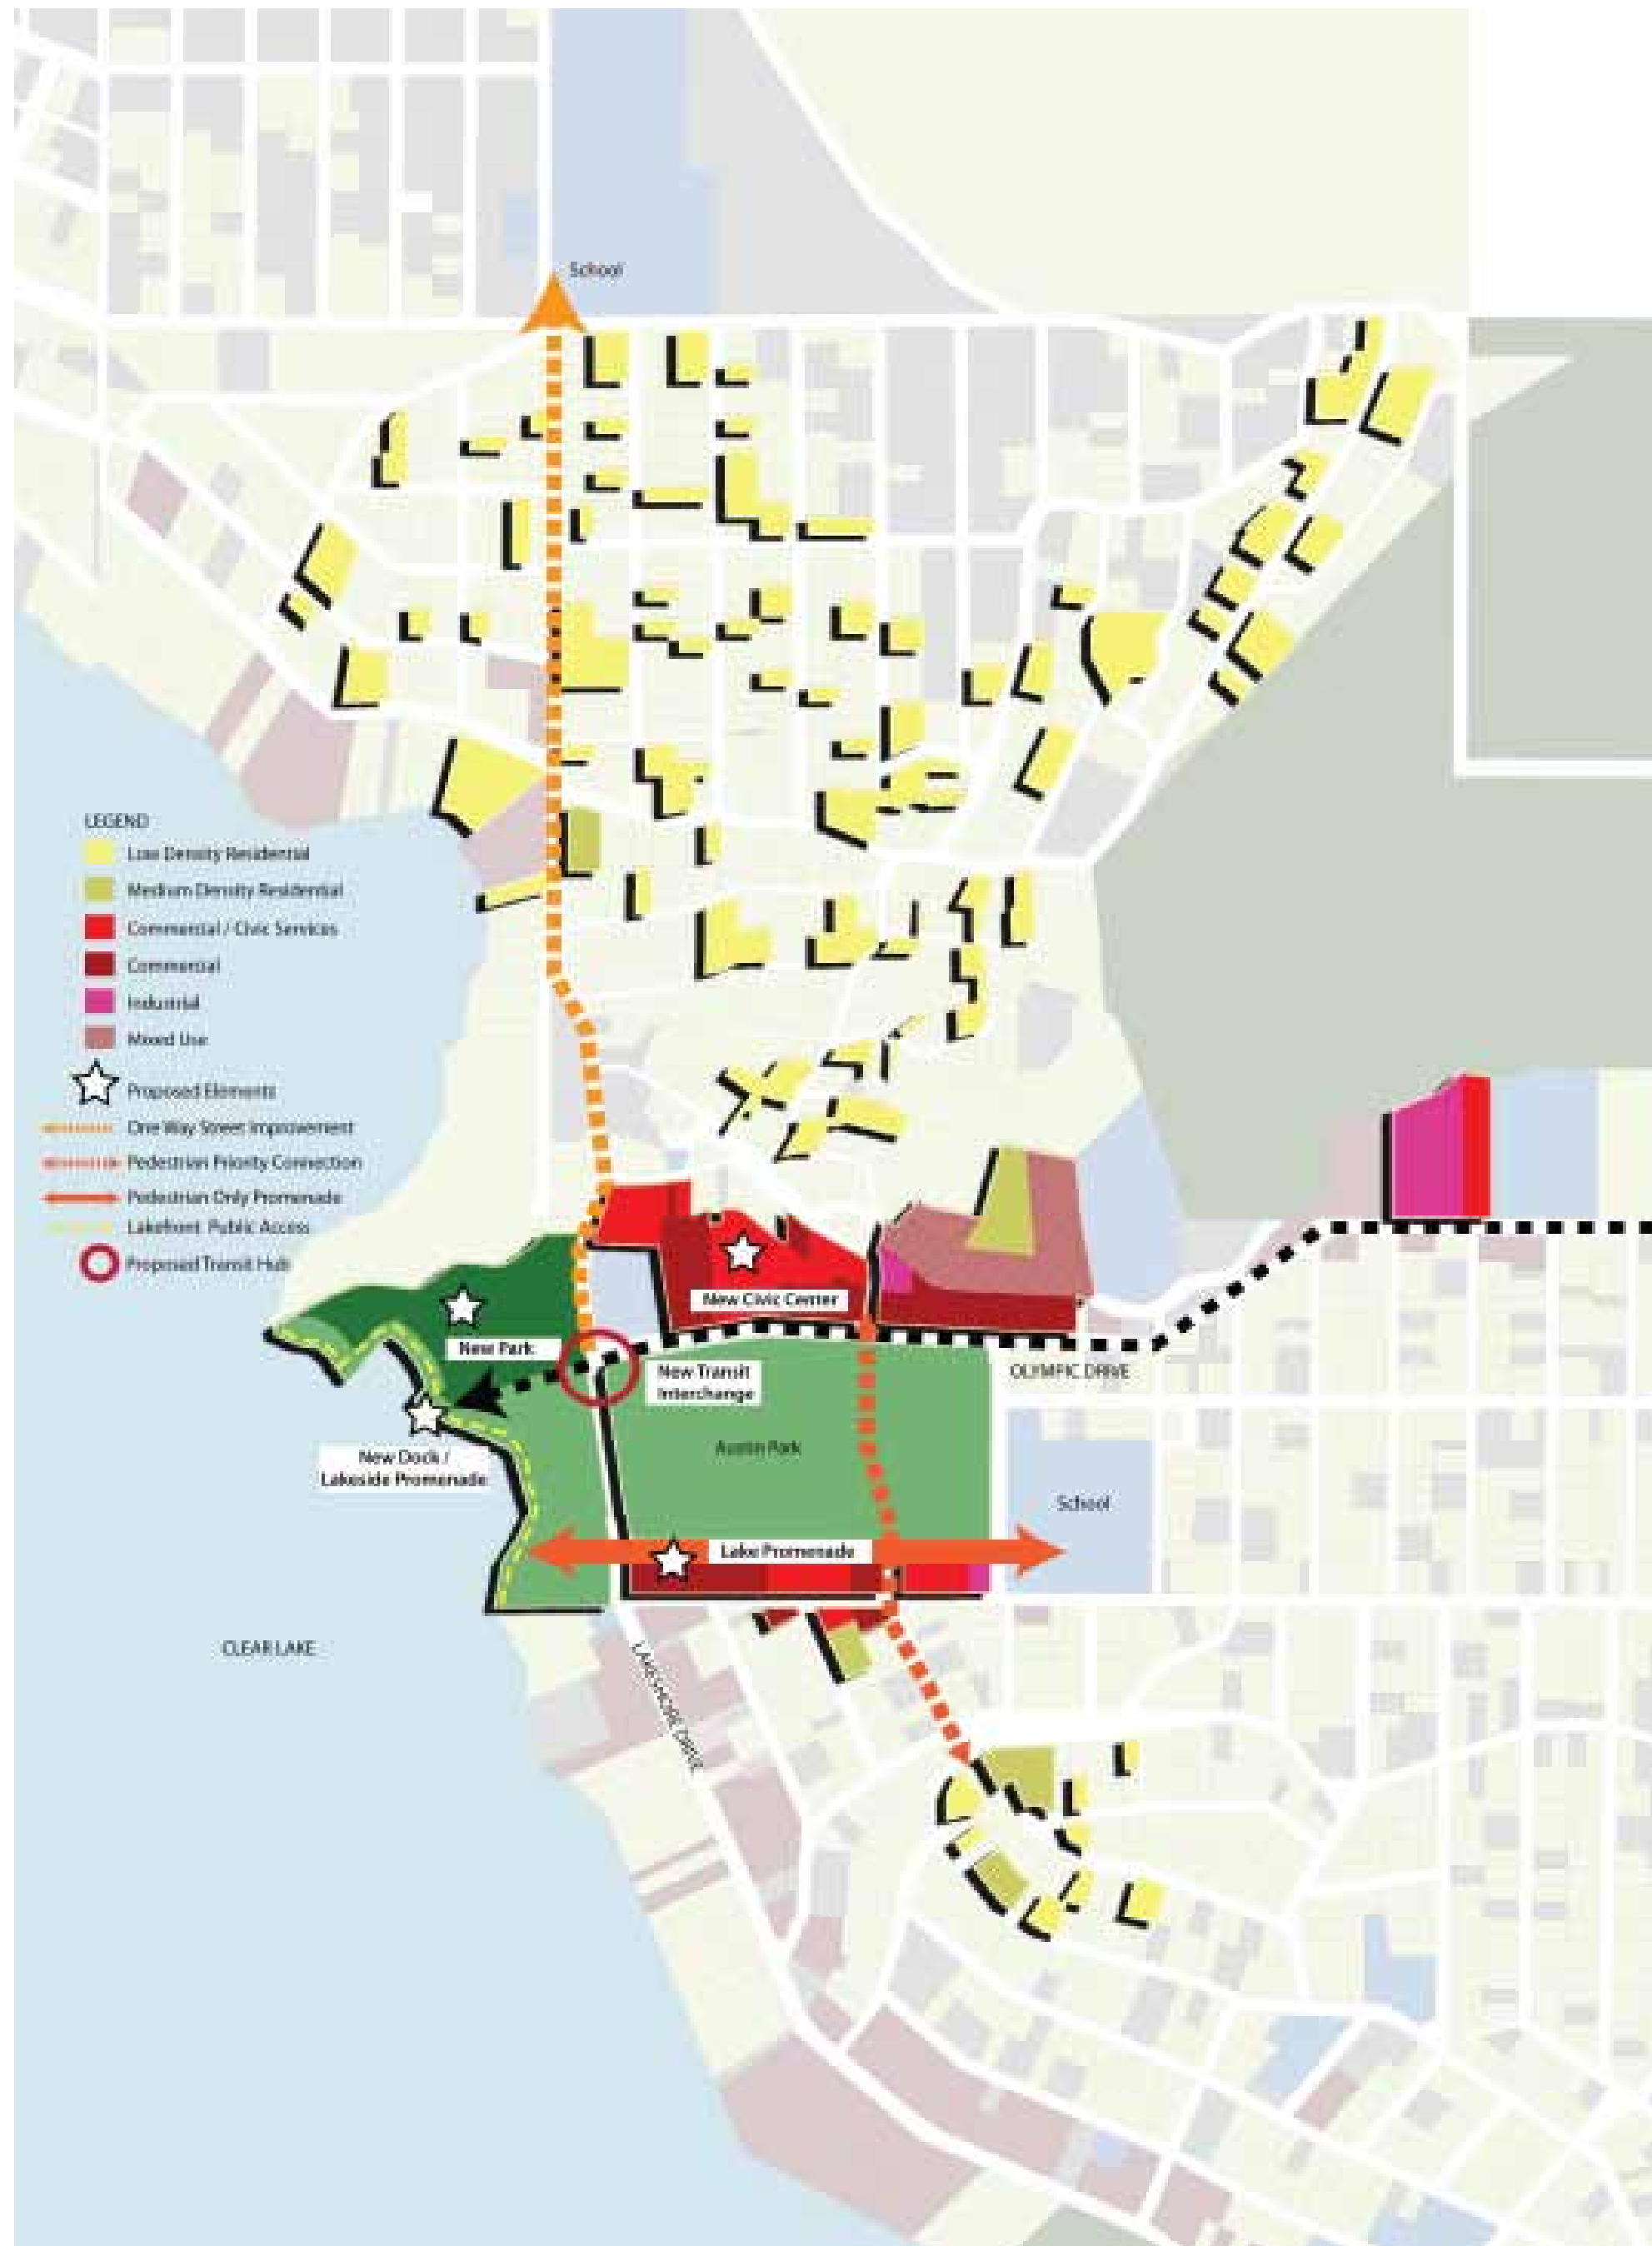 School
LEGEND
Low Density Residential
Medium Density Residential
Commercial / Civic Services
Commercial
Industrial
Mixed Use
Proposed Elements
One Way Street Improvement
Pedestrian Priority Connection
Pedestrian Only Promenade
Lakefront Public Access
Proposed Transit Hub
New Civic Center
New Park
New Transit
Interchange
OLYMPIC DRIVE
Austin Park
New Dock /
Lakeside Promenade
School
Lake Promenade
CLEAR LAKE
LAKESHORE DRIVE